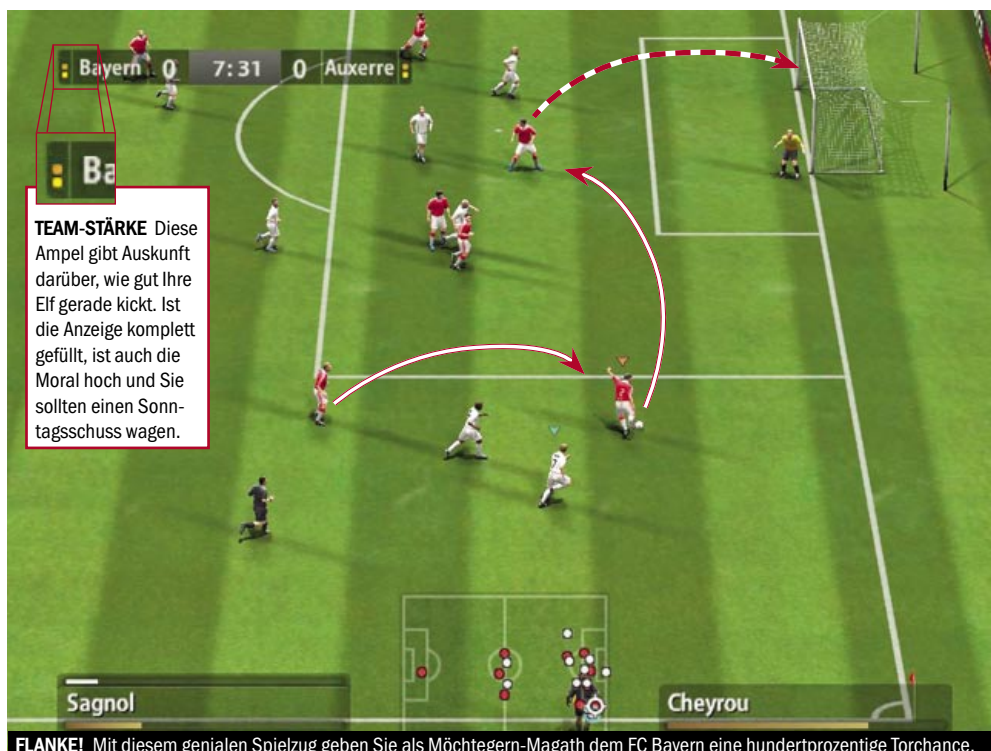 Bayern 0 7:31 0 Auxerre
Ba
TEAM-STÄRKE Diese
Ampel gibt Auskunft
darüber, wie gut Ihre
Elf gerade kickt. Ist
die Anzeige komplett
gefüllt, ist auch die
Moral hoch und Sie
sollten einen Sonn-
tagsschuss wagen.
2
Sagnol
Cheyrou
FLANKE! Mit diesem genialen Spielzug geben Sie als Möchtegern-Magath dem FC Bayern eine hundertprozentige Torchance.